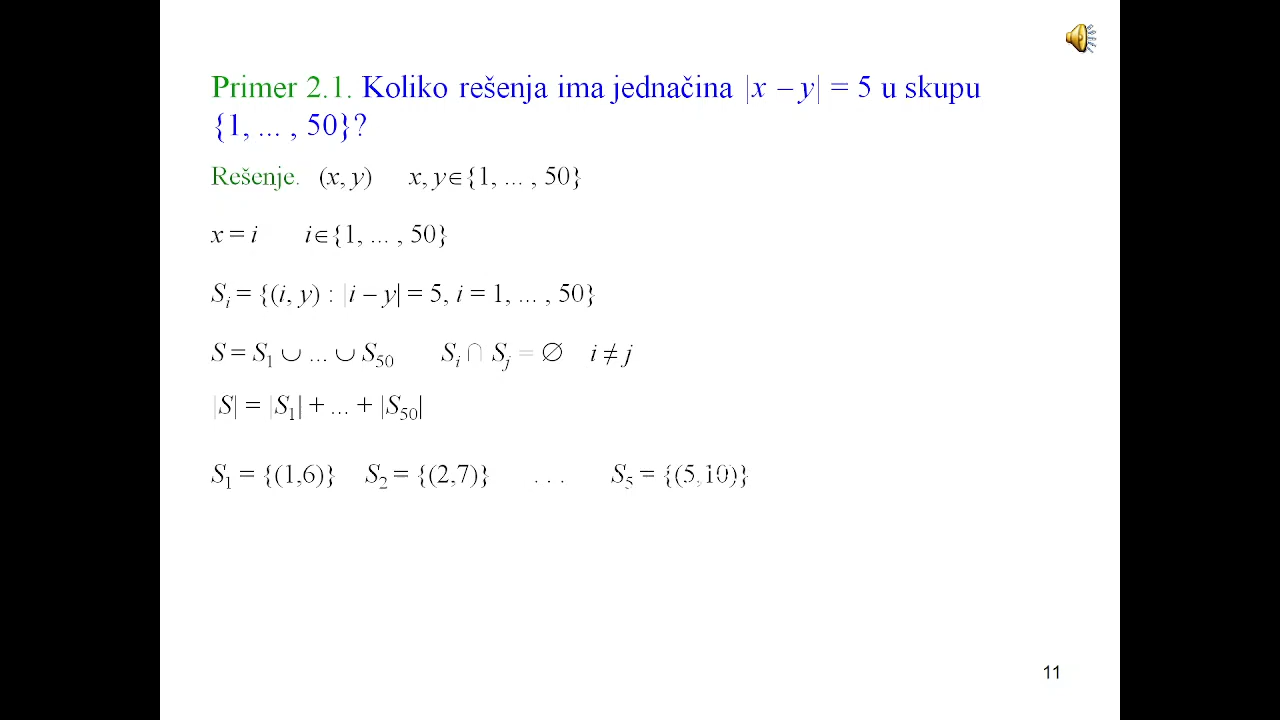 Primer 2.1. Koliko rešenja ima jednačina |x – y| = 5 u skupu
{1, ... , 50}?
Rešenje. (x, y) x, y∈{1, ... , 50}
x = i i∈{1, ... , 50}
Sᵢ = {(i, y) : |i – y| = 5, i = 1, ... , 50}
S = S₁ ∪ ... ∪ S₅₀ Sᵢ ∩ Sⱼ = ∅ i ≠ j
|S| = |S₁| + ... + |S₅₀|
S₁ = {(1,6)} S₂ = {(2,7)} . . . S₅ = {(5,10)}
11